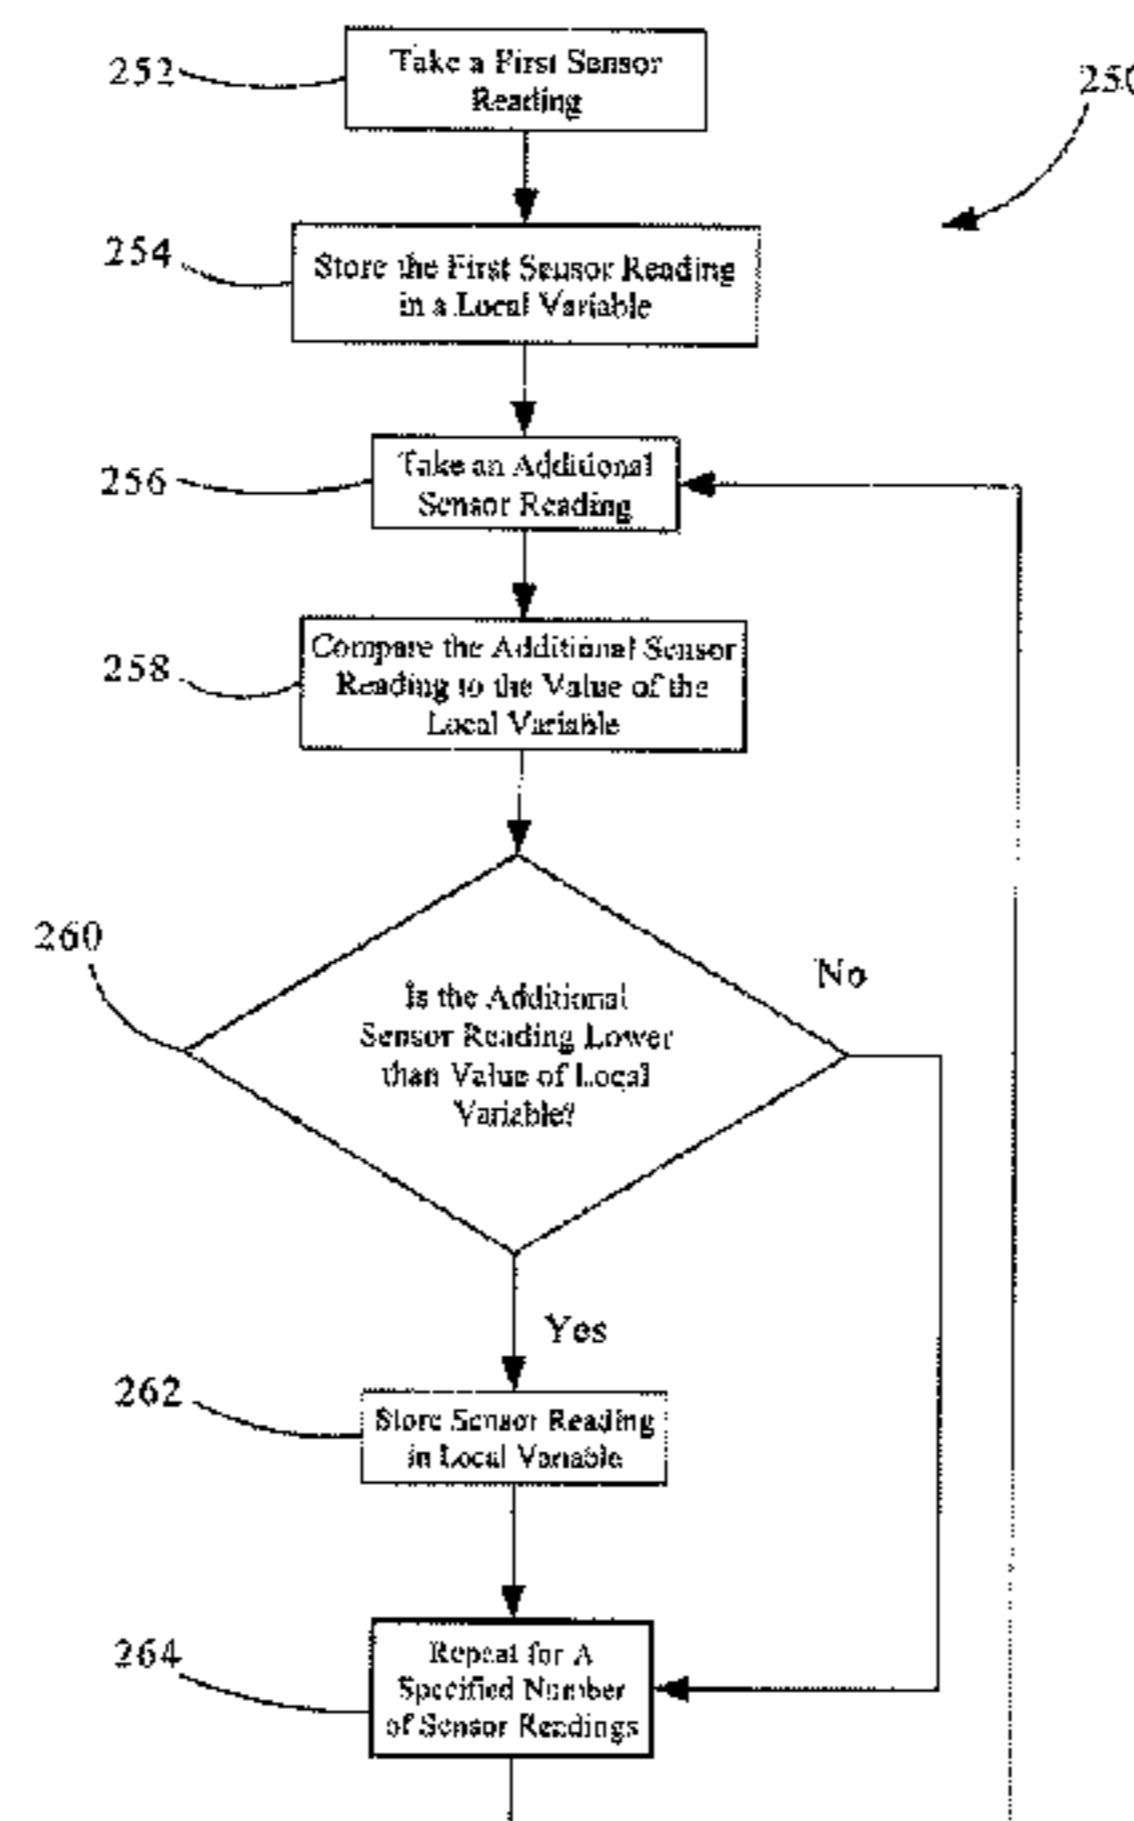 252
Take a First Sensor
Reading
250
254
Store the First Sensor Reading
in a Local Variable
256
Take an Additional
Sensor Reading
258
Compare the Additional Sensor
Reading to the Value of the
Local Variable
260
No
Is the Additional
Sensor Reading Lower
than Value of Local
Variable?
Yes
262
Store Sensor Reading
in Local Variable
264
Repeat for A
Specified Number
of Sensor Readings